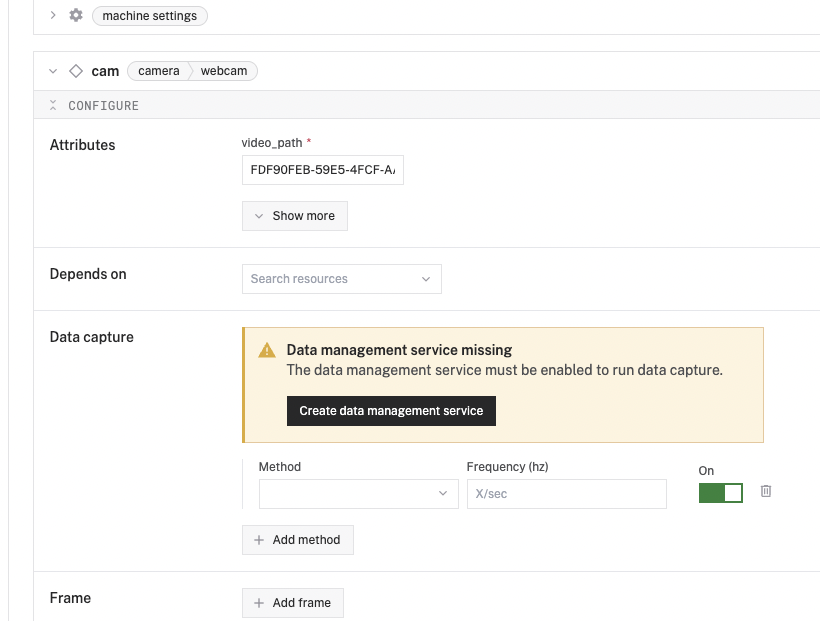 machine settings
cam camera webcam
CONFIGURE
Attributes
video_path *
FDF90FEB-59E5-4FCF-A
Show more
Depends on
Search resources
Data capture
Data management service missing
The data management service must be enabled to run data capture.
Create data management service
Method
Frequency (hz)
On
X/sec
+ Add method
Frame
+ Add frame